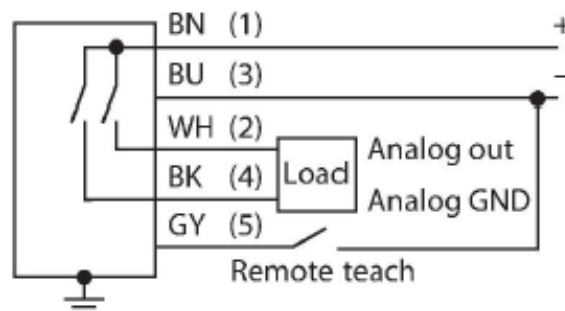 BN (1) +
BU (3) –
WH (2)
Load
Analog out
BK (4)
Analog GND
GY (5)
Remote teach